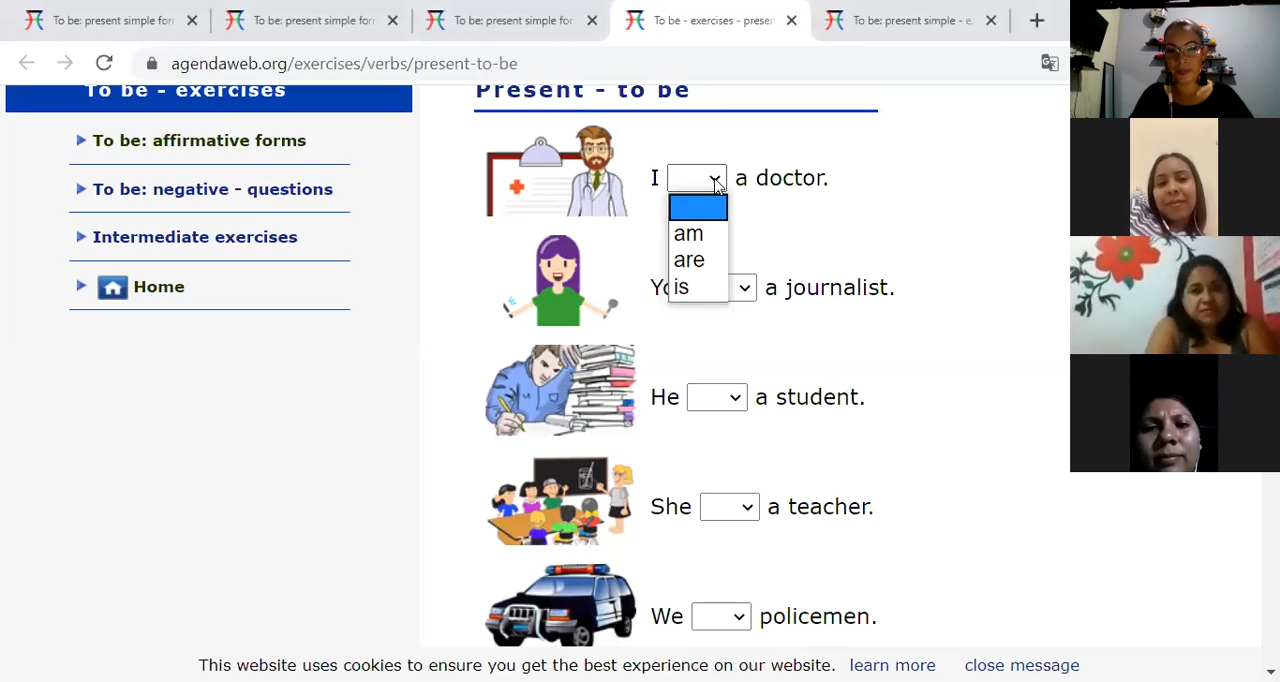 To be: present simple for
To be: present simple for
To be: present simple for
To be - exercises - preser
To be: present simple - e
agendaweb.org/exercises/verbs/present-to-be
To be - exercises
To be: affirmative forms
To be: negative - questions
Intermediate exercises
Home
Present - to be
I a doctor.
am
are
is
a journalist.
He a student.
She a teacher.
We policemen.
This website uses cookies to ensure you get the best experience on our website. learn more close message